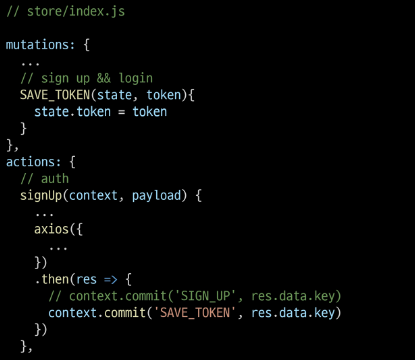 // store/index.js
mutations: {
...
// sign up && login
SAVE_TOKEN(state, token){
state.token = token
}
},
actions: {
// auth
signUp(context, payload) {
...
axios({
...
})
.then(res => {
// context.commit('SIGN_UP', res.data.key)
context.commit('SAVE_TOKEN', res.data.key)
})
},